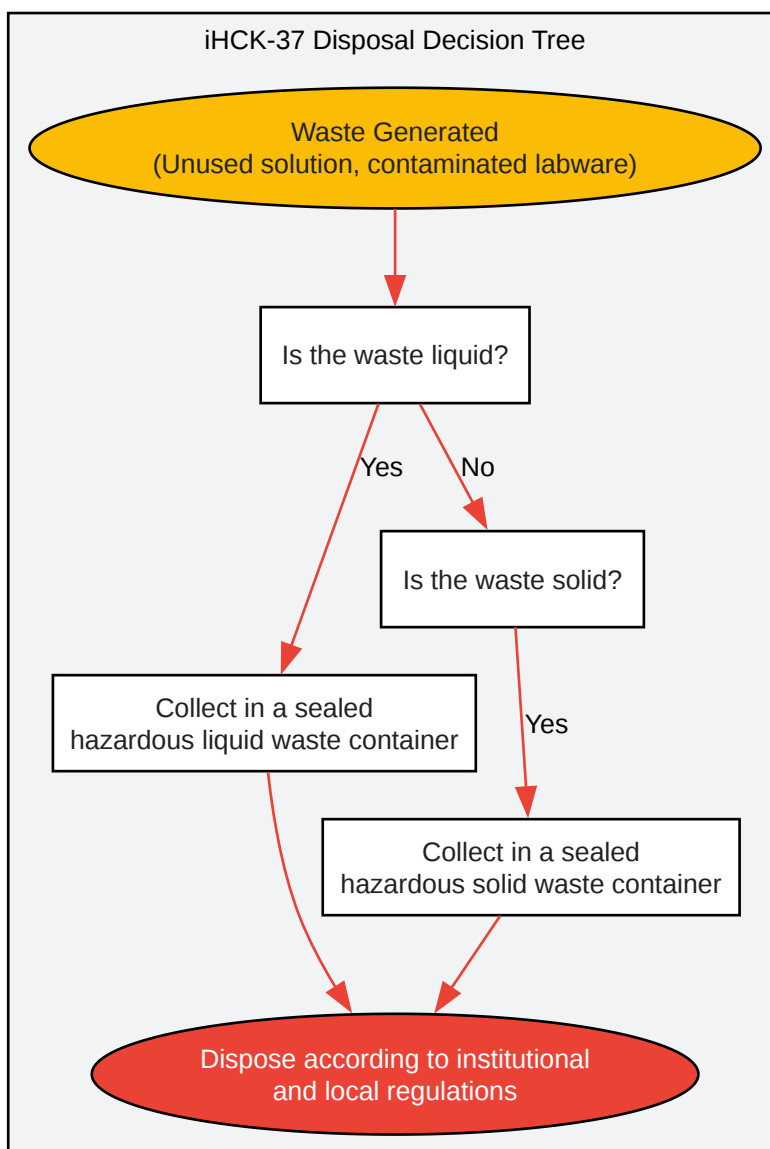 iHCK-37 Disposal Decision Tree
Waste Generated
(Unused solution, contaminated labware)
Is the waste liquid?
Yes
No
Is the waste solid?
Collect in a sealed
hazardous liquid waste container
Yes
Collect in a sealed
hazardous solid waste container
Dispose according to institutional
and local regulations